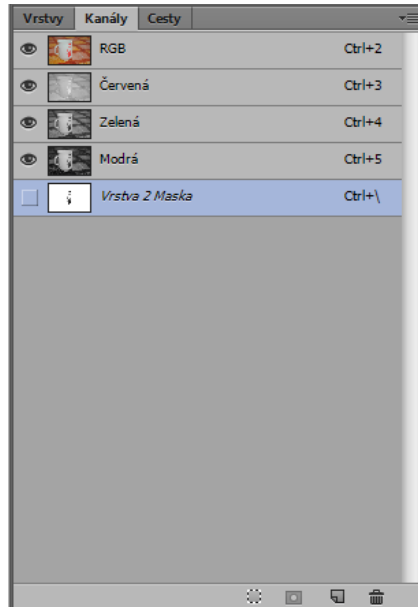 Vrstvy Kanály Cesty
RGB Ctrl+2
Červená Ctrl+3
Zelená Ctrl+4
Modrá Ctrl+5
Vrstva 2 Maska Ctrl+\